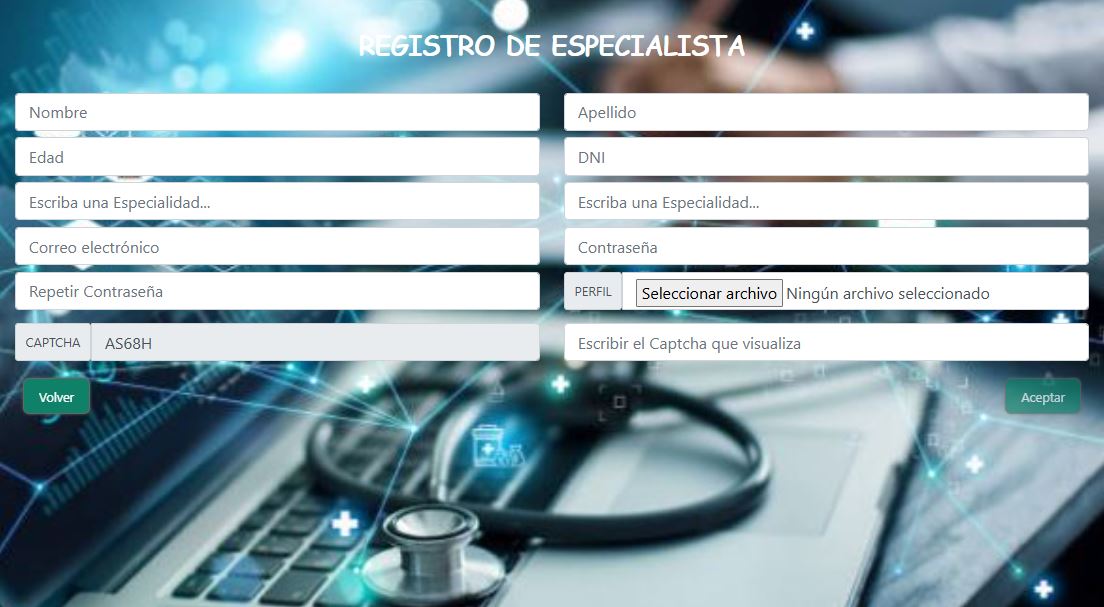 REGISTRO DE ESPECIALISTA
Nombre Apellido
Edad DNI
Escriba una Especialidad... Escriba una Especialidad...
Correo electrónico Contraseña
Repetir Contraseña PERFIL Seleccionar archivo Ningún archivo seleccionado
CAPTCHA AS68H Escribir el Captcha que visualiza
Volver Aceptar